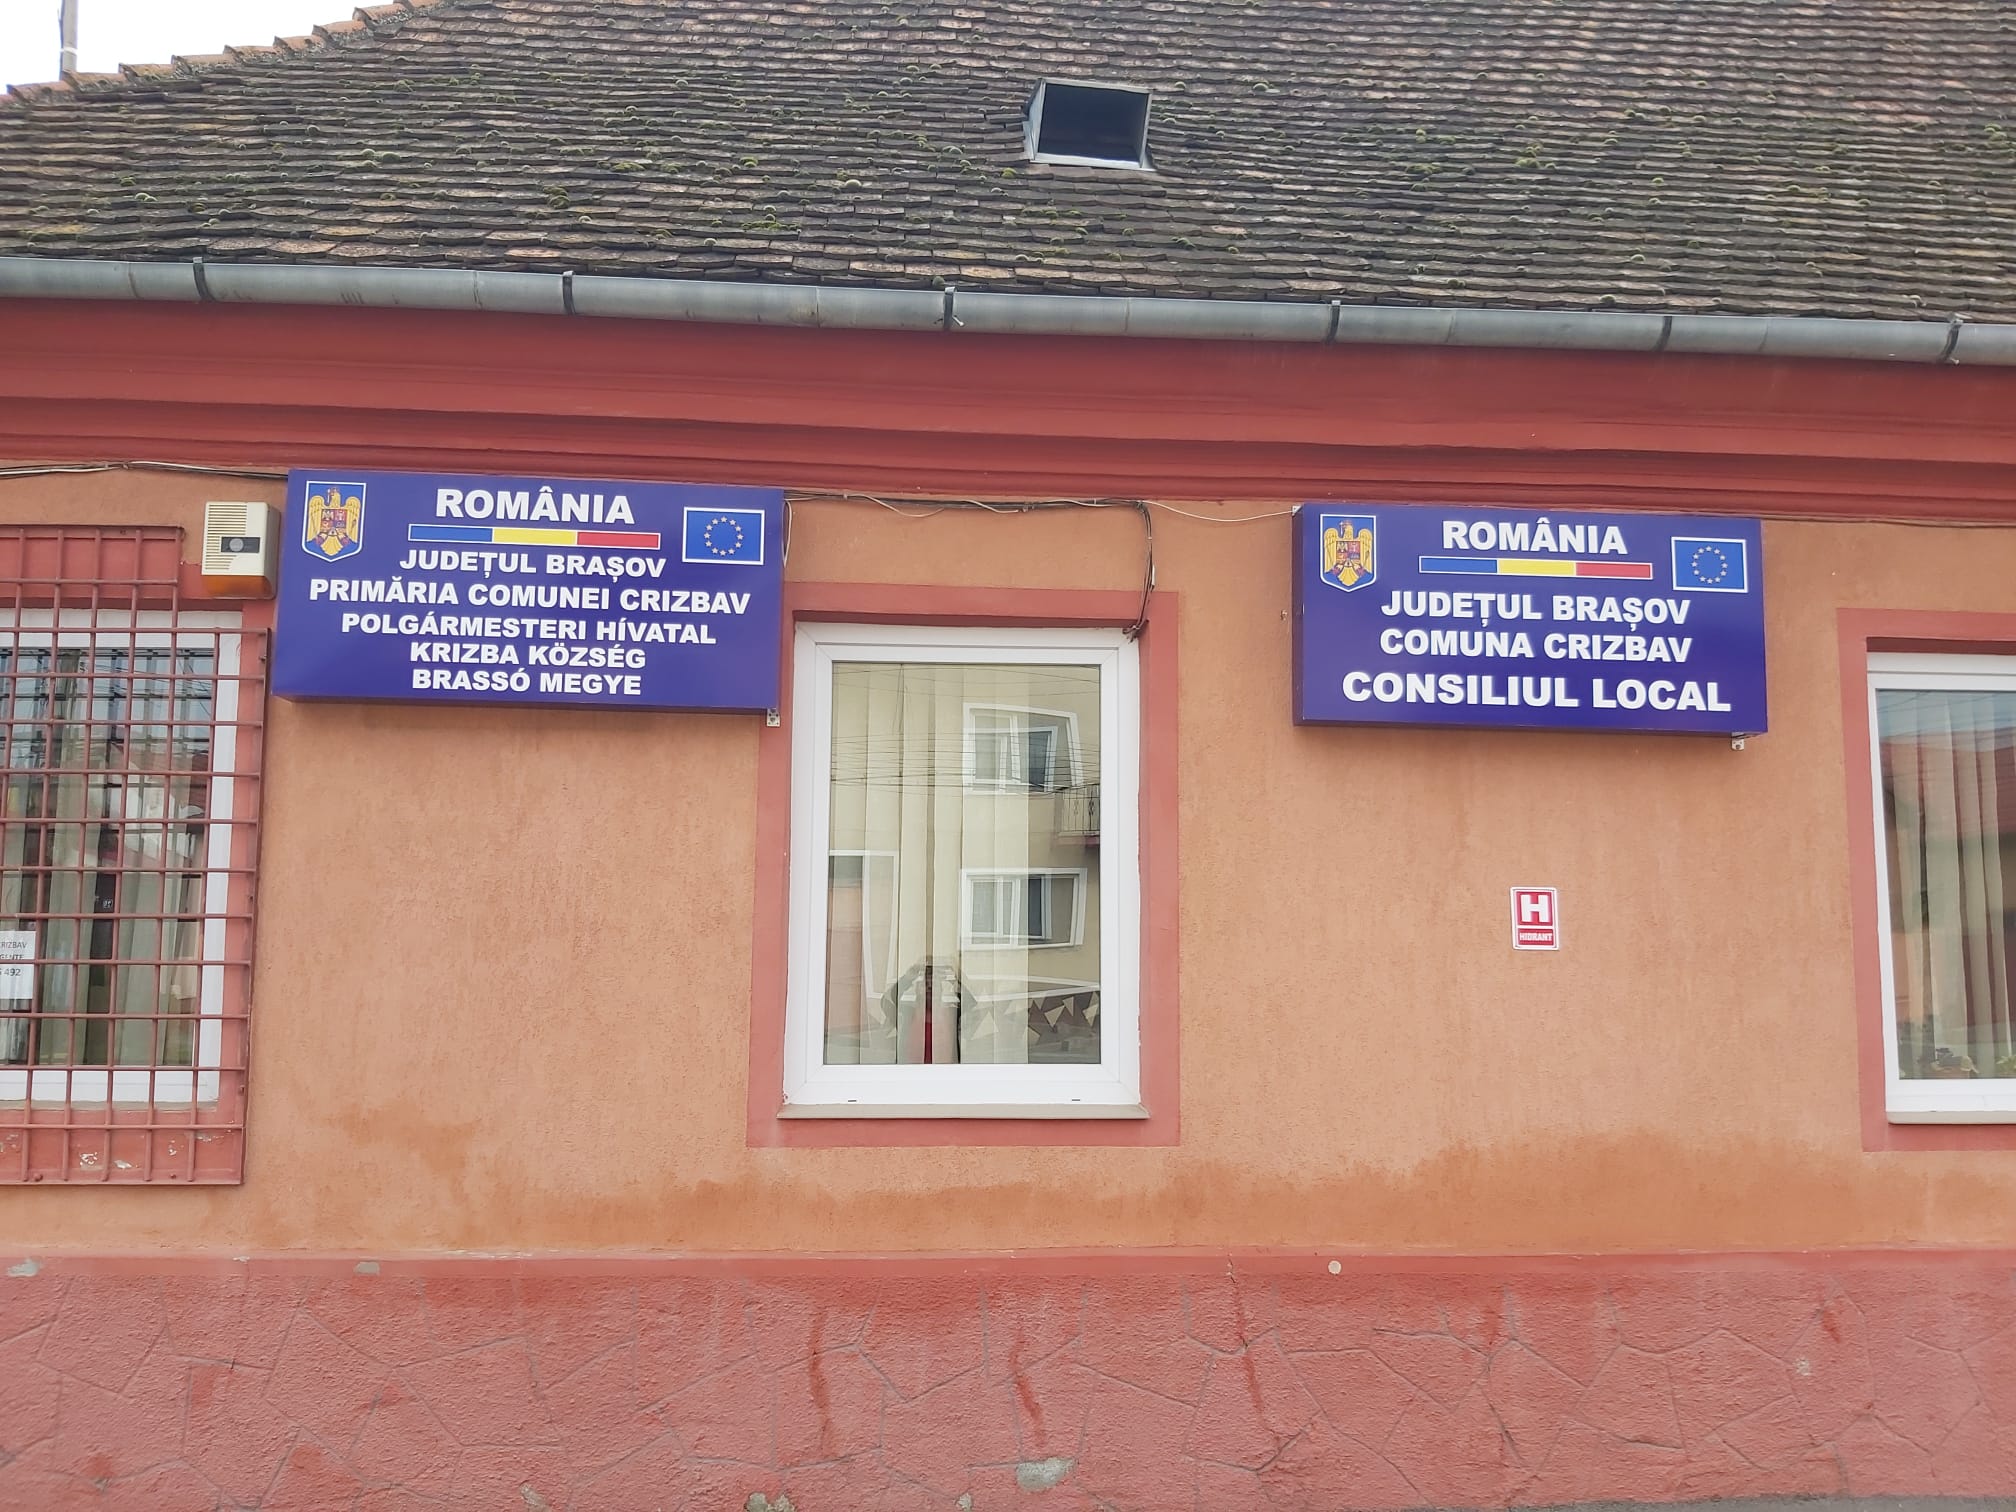 ROMÂNIA
JUDEȚUL BRAȘOV
PRIMĂRIA COMUNEI CRIZBAV
POLGÁRMESTERI HÍVATAL
KRIZBA KÖZSÉG
BRASSÓ MEGYE
ROMÂNIA
JUDEȚUL BRAȘOV
COMUNA CRIZBAV
CONSILIUL LOCAL
H
HIDRANT
492